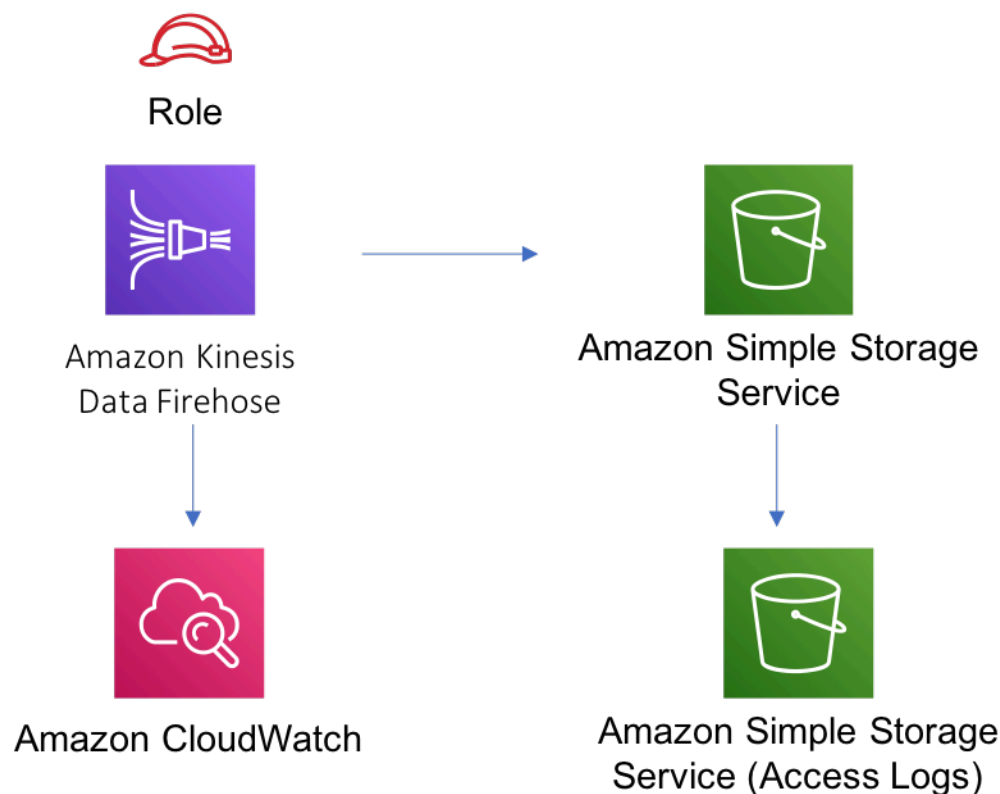 Role
Amazon Kinesis
Data Firehose
Amazon Simple Storage
Service
Amazon CloudWatch
Amazon Simple Storage
Service (Access Logs)